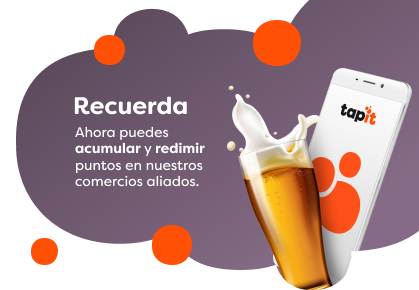 Recuerda
Ahora puedes
acumular y redimir
puntos en nuestros
comercios aliados.
tapit